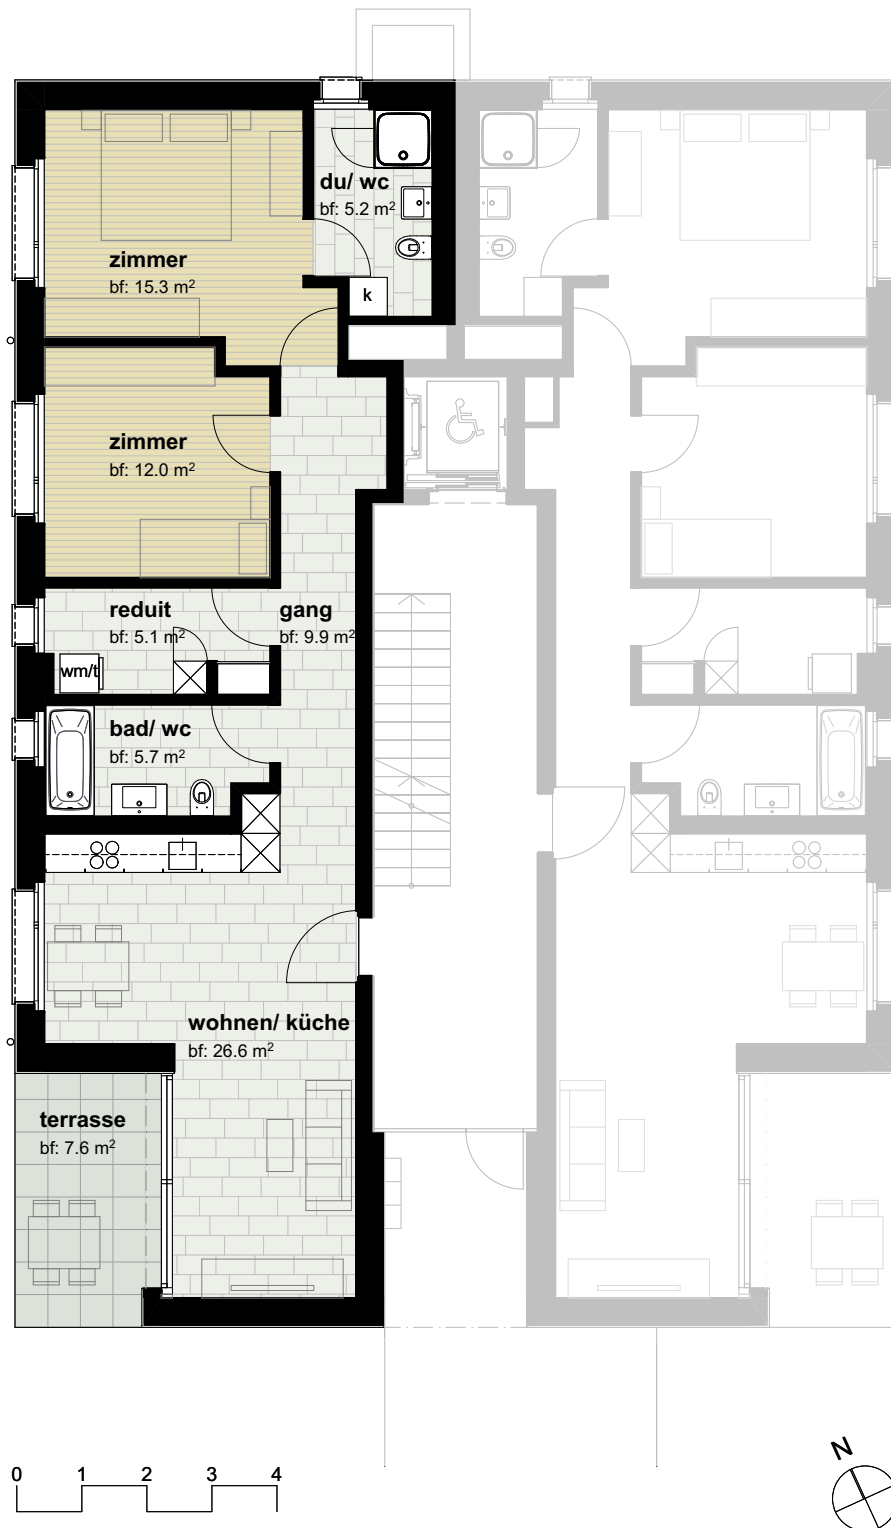 du/ wc
bf: 5.2 m²
zimmer
bf: 15.3 m²
k
zimmer
bf: 12.0 m²
reduit
bf: 5.1 m²
gang
bf: 9.9 m²
wm/t
bad/ wc
bf: 5.7 m²
wohnen/ küche
bf: 26.6 m²
terrasse
bf: 7.6 m²
N
0 1 2 3 4